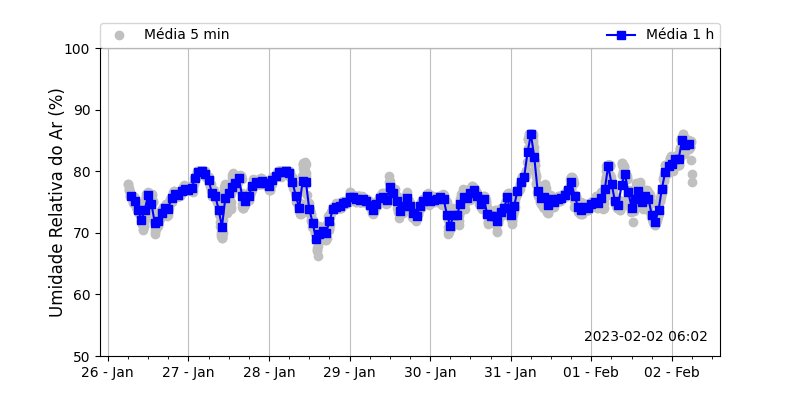 Média 5 min
Média 1 h
Umidade Relativa do Ar (%)
100
90
80
70
60
50
2023-02-02 06:02
26 - Jan
27 - Jan
28 - Jan
29 - Jan
30 - Jan
31 - Jan
01 - Feb
02 - Feb